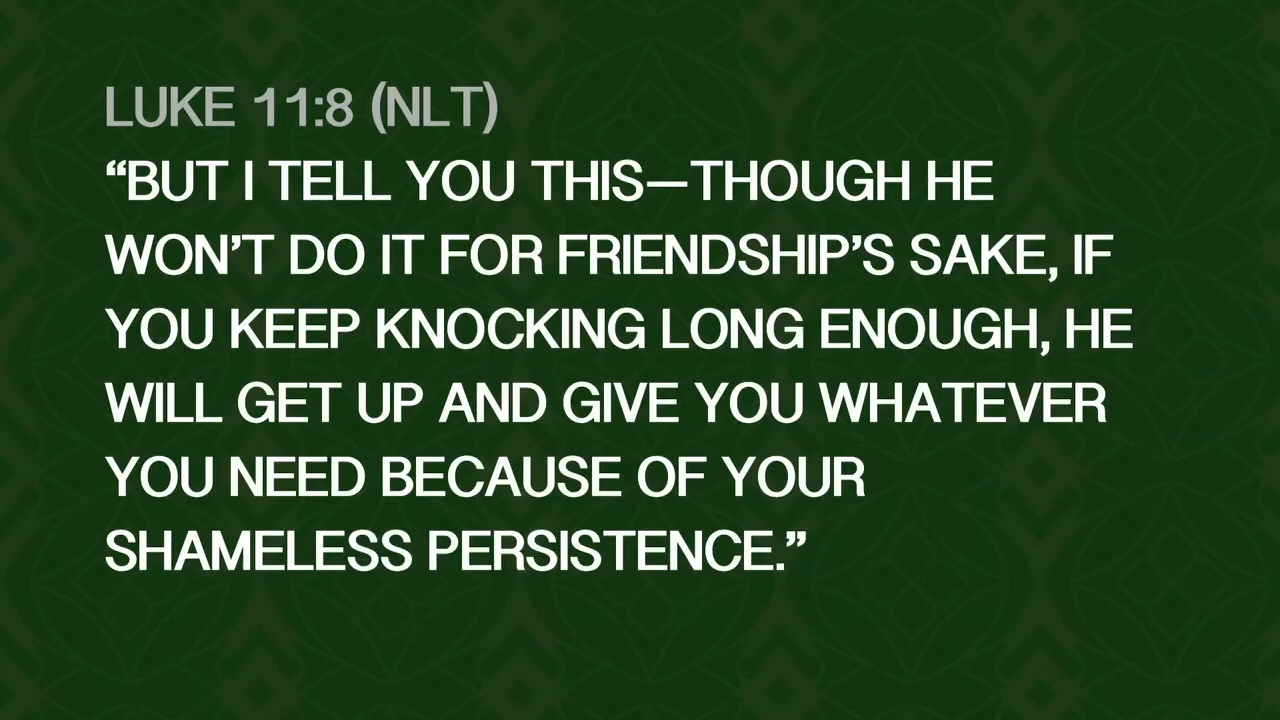 LUKE 11:8 (NLT)
“BUT I TELL YOU THIS—THOUGH HE
WON’T DO IT FOR FRIENDSHIP’S SAKE, IF
YOU KEEP KNOCKING LONG ENOUGH, HE
WILL GET UP AND GIVE YOU WHATEVER
YOU NEED BECAUSE OF YOUR
SHAMELESS PERSISTENCE.”